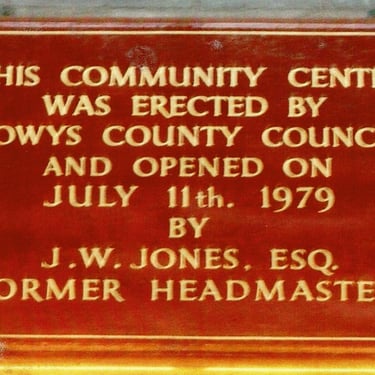 HIS COMMUNITY CENTR
WAS ERECTED BY
OWYS COUNTY COUNC
AND OPENED ON
JULY 11th. 1979
BY
J.W. JONES, ESQ.
ORMER HEADMASTE